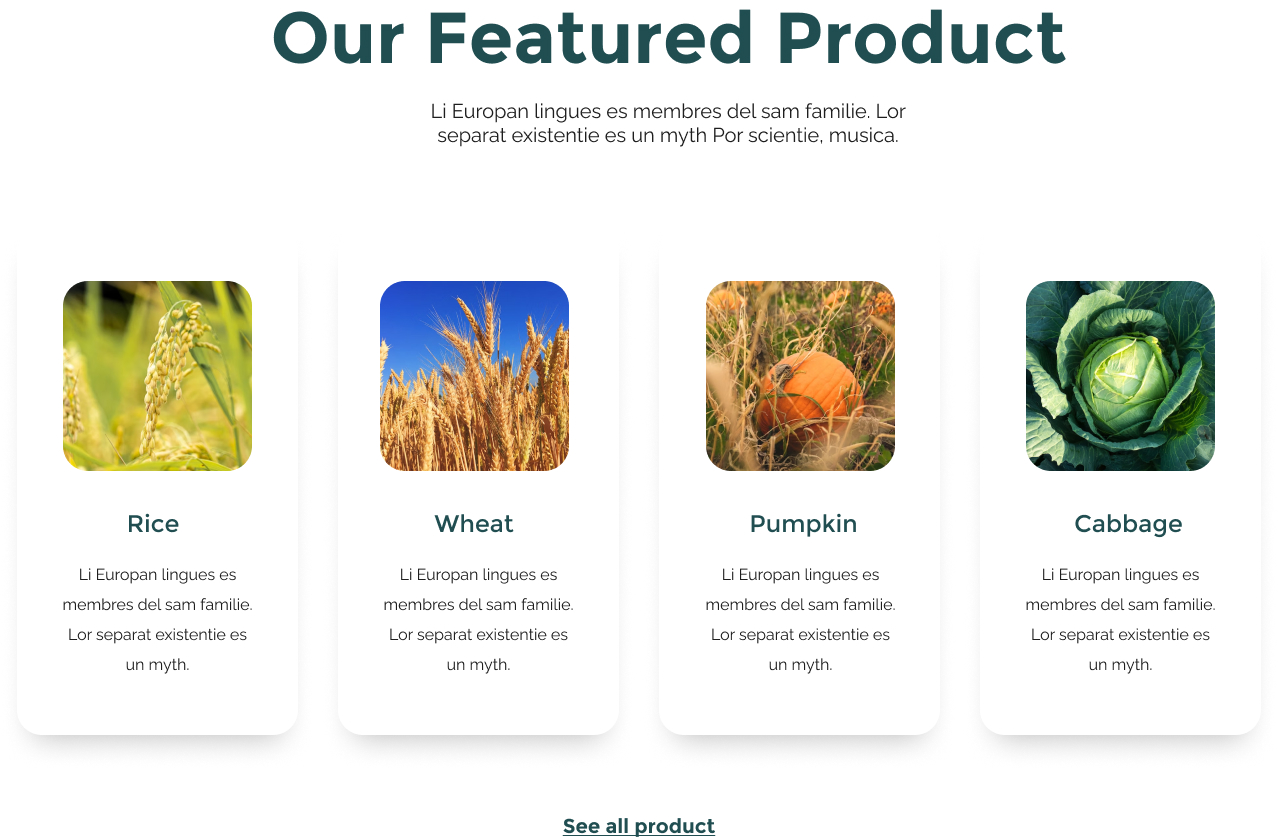 Our Featured Product
Li Europan lingues es membres del sam familie. Lor
separat existentie es un myth Por scientie, musica.
Rice
Li Europan lingues es
membres del sam familie.
Lor separat existentie es
un myth.
Wheat
Li Europan lingues es
membres del sam familie.
Lor separat existentie es
un myth.
Pumpkin
Li Europan lingues es
membres del sam familie.
Lor separat existentie es
un myth.
Cabbage
Li Europan lingues es
membres del sam familie.
Lor separat existentie es
un myth.
See all product